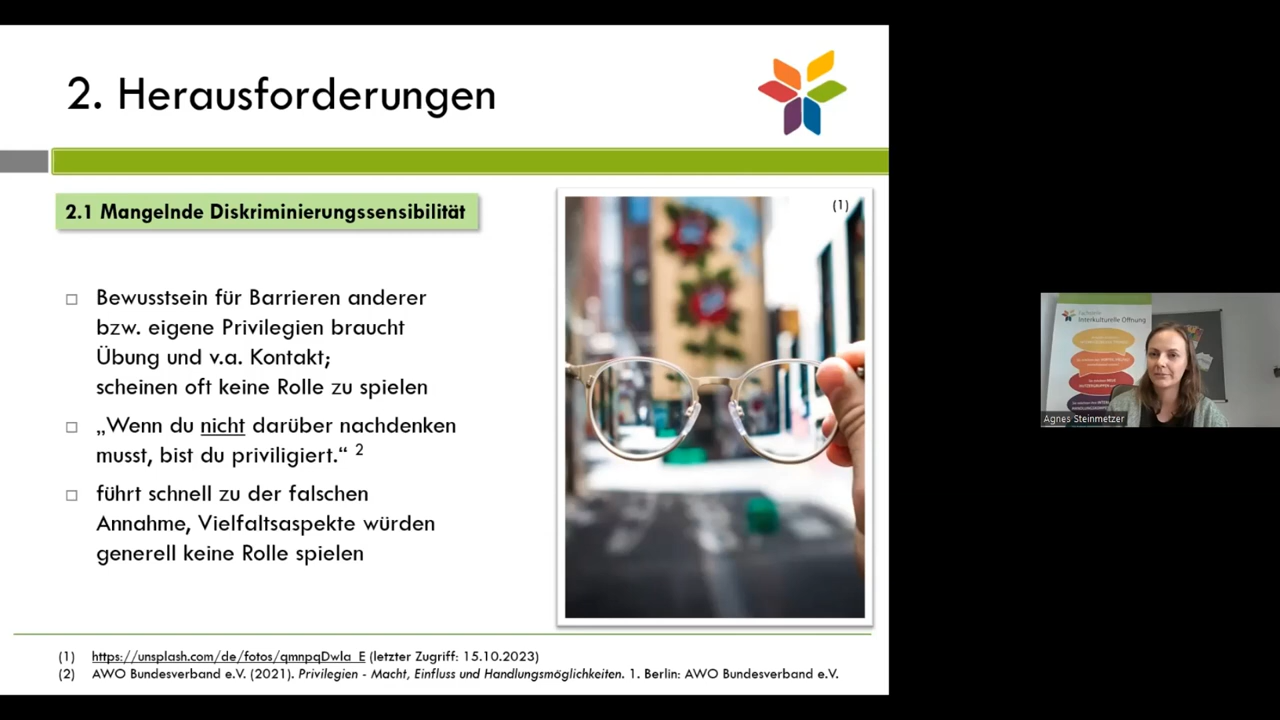 2. Herausforderungen
2.1 Mangelnde Diskriminierungssensibilität
(1)
Bewusstsein für Barrieren anderer
bzw. eigene Privilegien braucht
Übung und v.a. Kontakt;
scheinen oft keine Rolle zu spielen
„Wenn du nicht darüber nachdenken
musst, bist du priviligiert.“ 2
führt schnell zu der falschen
Annahme, Vielfaltsaspekte würden
generell keine Rolle spielen
(1) https://unsplash.com/de/fotos/qmnpqDwla_E (letzter Zugriff: 15.10.2023)
(2) AWO Bundesverband e.V. (2021). Privilegien - Macht, Einfluss und Handlungsmöglichkeiten. 1. Berlin: AWO Bundesverband e.V.
Fachstelle
Interkulturelle Öffnung
Agnes Steinmetzer